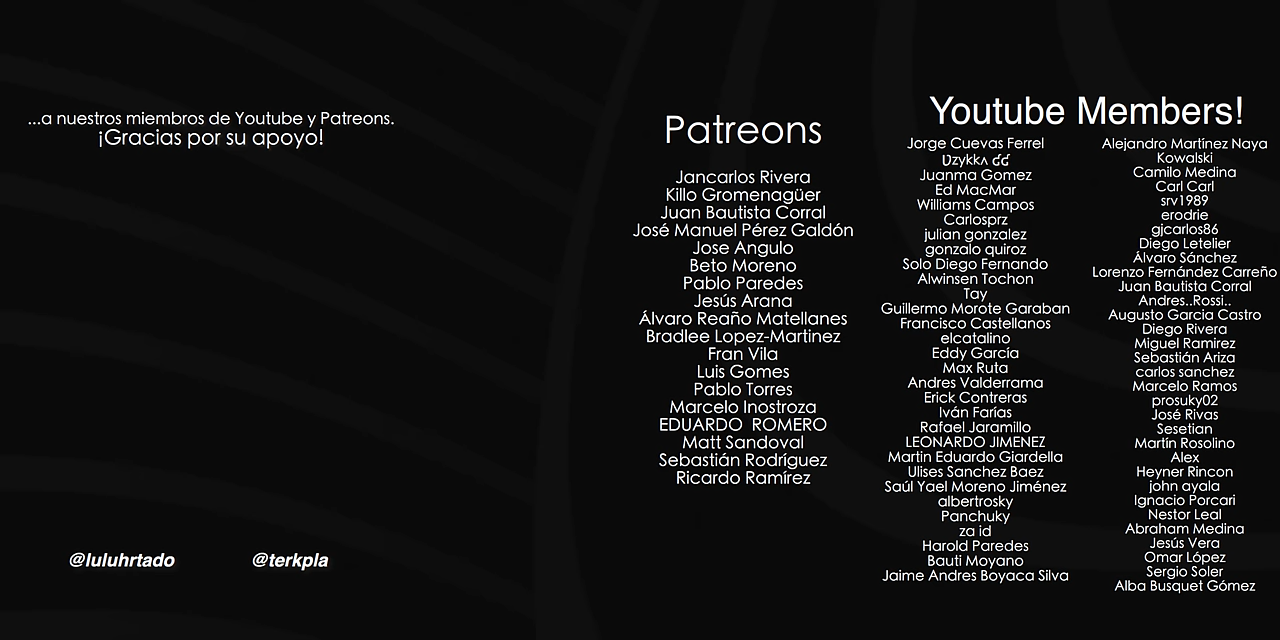 ...a nuestros miembros de Youtube y Patreons.
¡Gracias por su apoyo!
@luluhrtado
@terkpla
Patreons
Jancarlos Rivera
Killo Gromenagüer
Juan Bautista Corral
José Manuel Pérez Galdón
Jose Angulo
Beto Moreno
Pablo Paredes
Jesús Arana
Álvaro Reaño Matellanes
Bradlee Lopez-Martinez
Fran Vila
Luis Gomes
Pablo Torres
Marcelo Inostroza
EDUARDO ROMERO
Matt Sandoval
Sebastián Rodríguez
Ricardo Ramírez
Youtube Members!
Jorge Cuevas Ferrel
Juanma Gomez
Ed MacMar
Williams Campos
Carlosprz
julian gonzalez
gonzalo quiroz
Solo Diego Fernando
Alwinsen Tochon
Tay
Guillermo Morote Garaban
Francisco Castellanos
elcatalino
Eddy García
Max Ruta
Andres Valderrama
Erick Contreras
Iván Farías
Rafael Jaramillo
LEONARDO JIMENEZ
Martin Eduardo Giardella
Ulises Sanchez Baez
Saúl Yael Moreno Jiménez
albertrosky
Panchuky
za id
Harold Paredes
Bauti Moyano
Jaime Andres Boyaca Silva
Alejandro Martínez Naya
Kowalski
Camilo Medina
Carl Carl
srv1989
erodrie
gjcarlos86
Diego Letelier
Álvaro Sánchez
Lorenzo Fernández Carreño
Juan Bautista Corral
Andres..Rossi..
Augusto Garcia Castro
Diego Rivera
Miguel Ramirez
Sebastián Ariza
carlos sanchez
Marcelo Ramos
prosuky02
José Rivas
Sesetian
Martín Rosolino
Alex
Heyner Rincon
john ayala
Ignacio Porcari
Nestor Leal
Abraham Medina
Jesús Vera
Omar López
Sergio Soler
Alba Busquet Gómez